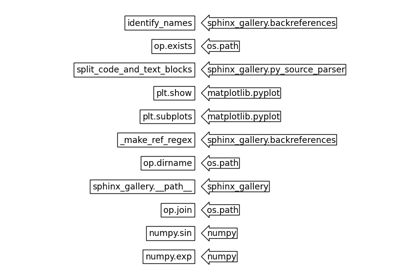 identify_names sphinx_gallery.backreferences
op.exists os.path
split_code_and_text_blocks sphinx_gallery.py_source_parser
plt.show matplotlib.pyplot
plt.subplots matplotlib.pyplot
_make_ref_regex sphinx_gallery.backreferences
op.dirname os.path
sphinx_gallery.__path__ sphinx_gallery
op.join os.path
numpy.sin numpy
numpy.exp numpy